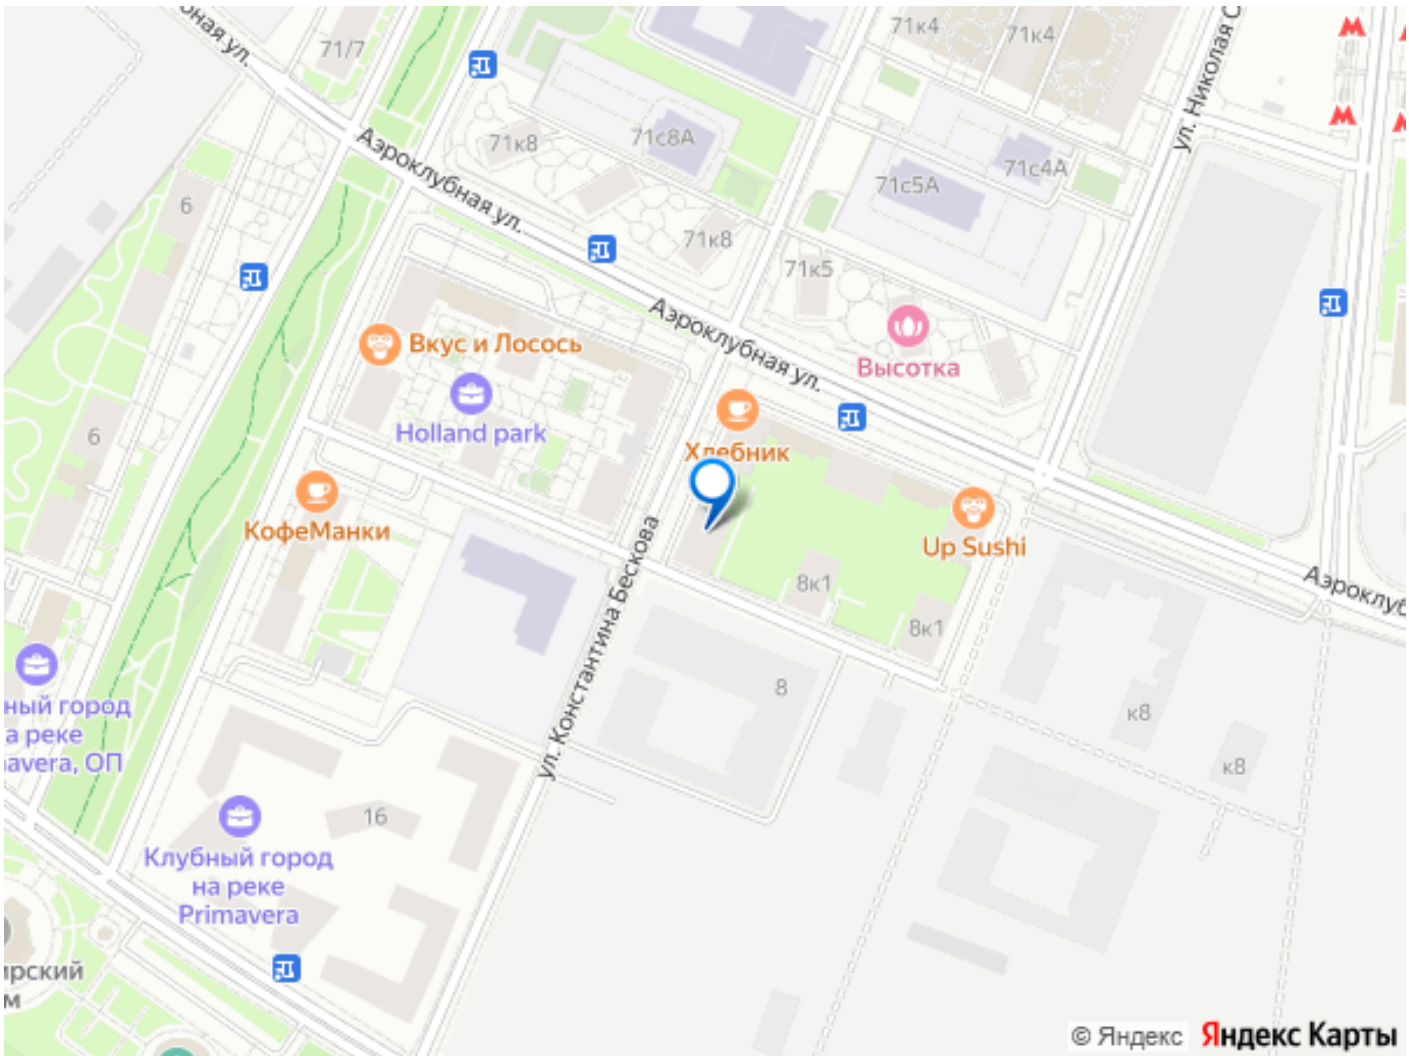 71/7
71к4
71к4
ул. Николая С
Аэроклубная ул.
71к8
71с8А
71с5А
71с4А
6
71к8
71к5
Аэроклубная ул.
Вкус и Лосось
Высотка
Holland park
6
Хлебник
КофеМанки
Up Sushi
8к1
8к1
Аэроклуб
ул. Константина Бескова
8
к8
к8
ный город
а реке
avera, ОП
16
Клубный город
на реке
Primavera
ирский
м
© Яндекс
Яндекс Карты